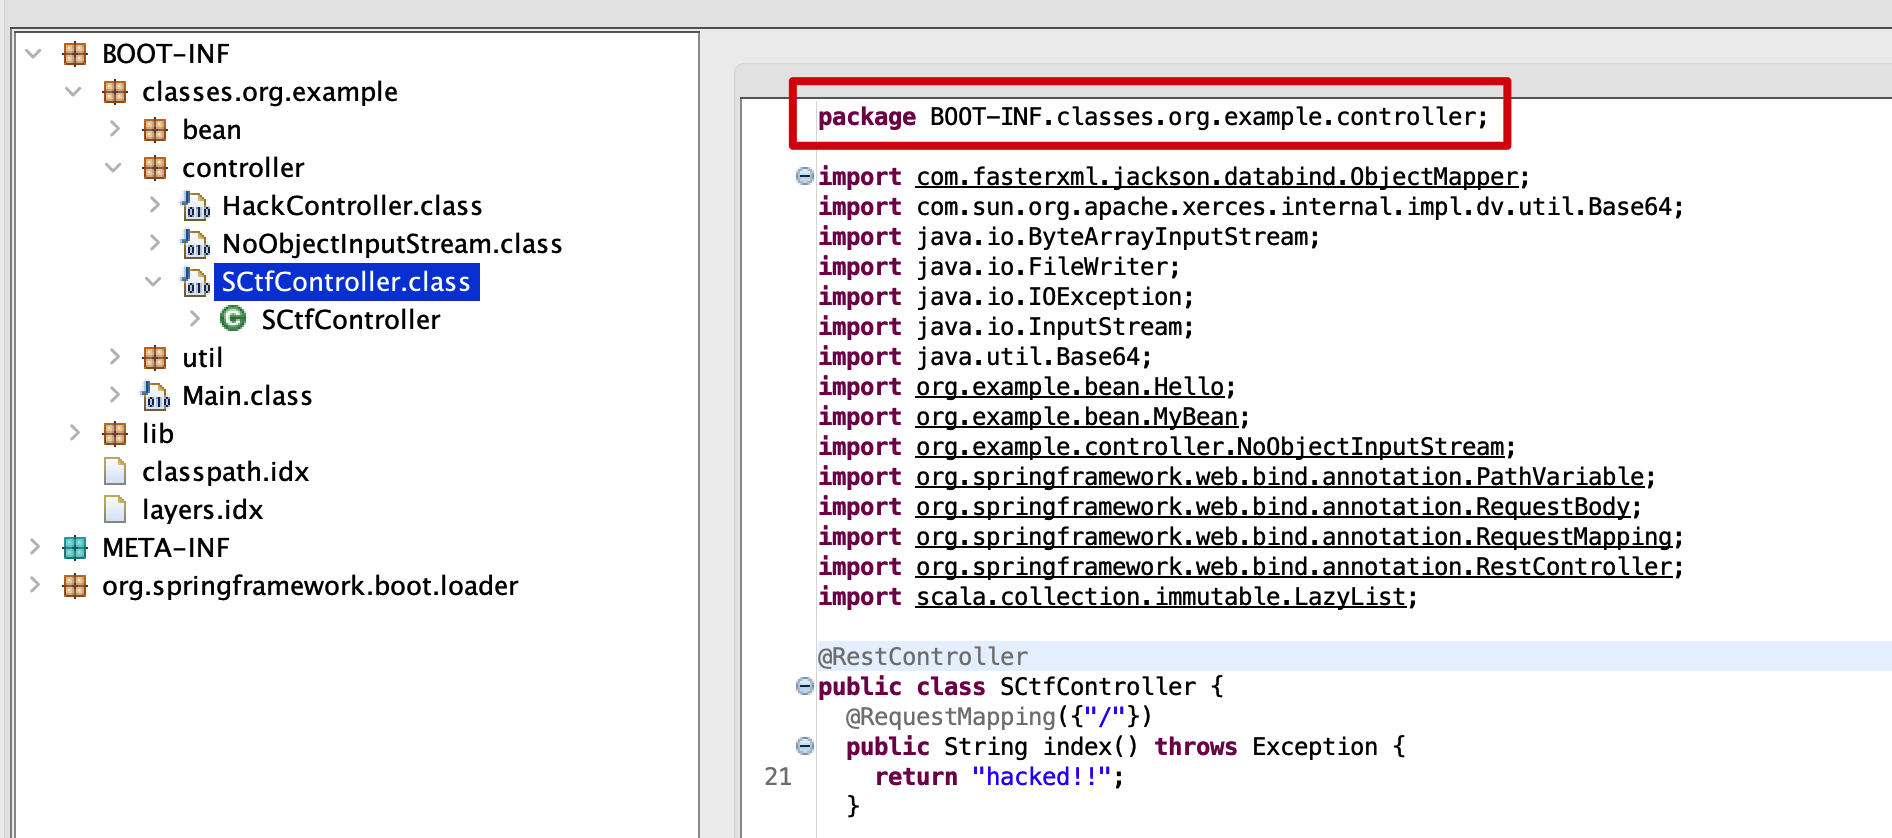 BOOT-INF
classes.org.example
bean
controller
HackController.class
NoObjectInputStream.class
SCtfController.class
SCtfController
util
Main.class
lib
classpath.idx
layers.idx
META-INF
org.springframework.boot.loader
package BOOT-INF.classes.org.example.controller;
import com.fasterxml.jackson.databind.ObjectMapper;
import com.sun.org.apache.xerces.internal.impl.dv.util.Base64;
import java.io.ByteArrayInputStream;
import java.io.FileWriter;
import java.io.IOException;
import java.io.InputStream;
import java.util.Base64;
import org.example.bean.Hello;
import org.example.bean.MyBean;
import org.example.controller.NoObjectInputStream;
import org.springframework.web.bind.annotation.PathVariable;
import org.springframework.web.bind.annotation.RequestBody;
import org.springframework.web.bind.annotation.RequestMapping;
import org.springframework.web.bind.annotation.RestController;
import scala.collection.immutable.LazyList;
@RestController
public class SCtfController {
@RequestMapping({"/"})
public String index() throws Exception {
21 return "hacked!!";
}